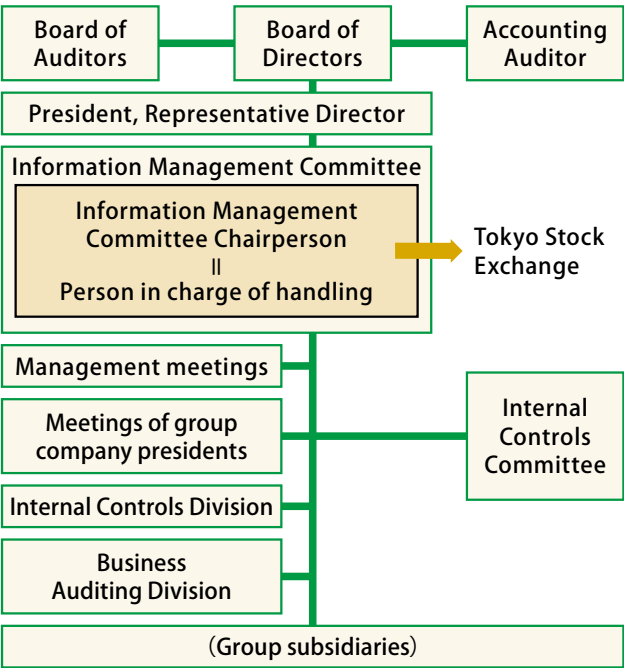 Board of
Auditors
Board of
Directors
Accounting
Auditor
President, Representative Director
Information Management Committee
Information Management
Committee Chairperson
=
Person in charge of handling
Tokyo Stock
Exchange
Management meetings
Meetings of group
company presidents
Internal
Controls
Committee
Internal Controls Division
Business
Auditing Division
(Group subsidiaries)